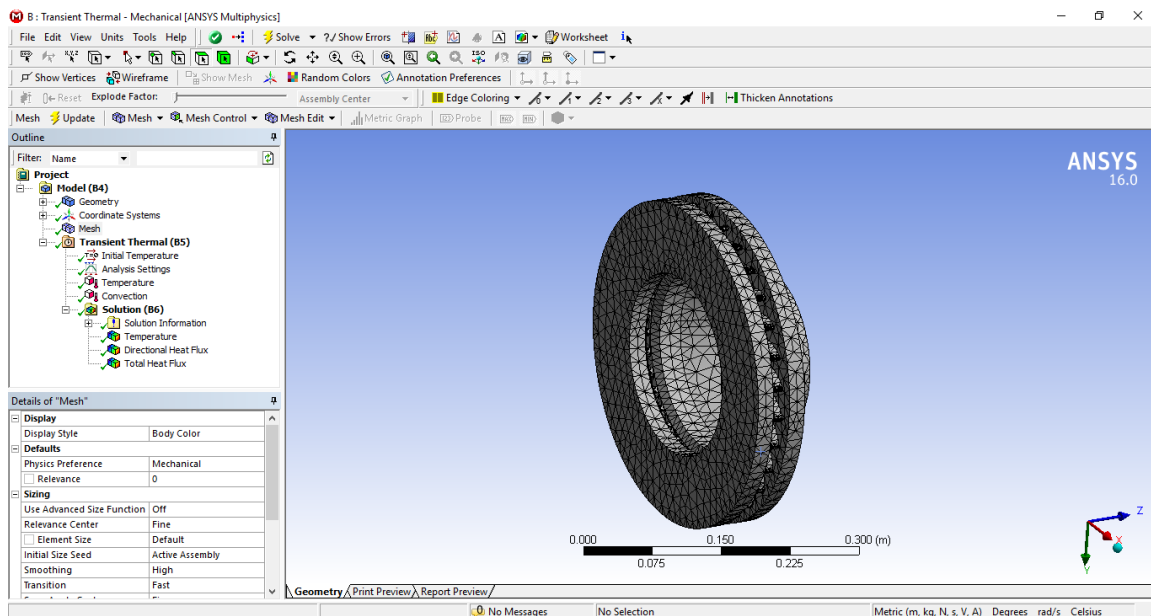 B : Transient Thermal - Mechanical [ANSYS Multiphysics]
File Edit View Units Tools Help Solve ?/ Show Errors Worksheet
Show Vertices Wireframe Show Mesh Random Colors Annotation Preferences
Reset Explode Factor: Assembly Center Edge Coloring Thicken Annotations
Mesh Update Mesh Mesh Control Mesh Edit Metric Graph Probe
Outline
Filter: Name
Project
Model (B4)
Geometry
Coordinate Systems
Mesh
Transient Thermal (B5)
Initial Temperature
Analysis Settings
Temperature
Convection
Solution (B6)
Solution Information
Temperature
Directional Heat Flux
Total Heat Flux
Details of "Mesh"
Display
Display Style Body Color
Defaults
Physics Preference Mechanical
Relevance 0
Sizing
Use Advanced Size Function Off
Relevance Center Fine
Element Size Default
Initial Size Seed Active Assembly
Smoothing High
Transition Fast
ANSYS
16.0
0.000 0.150 0.300 (m)
0.075 0.225
Z
X
Y
Geometry Print Preview Report Preview
0 No Messages No Selection Metric (m, kg, N, s, V, A) Degrees rad/s Celsius